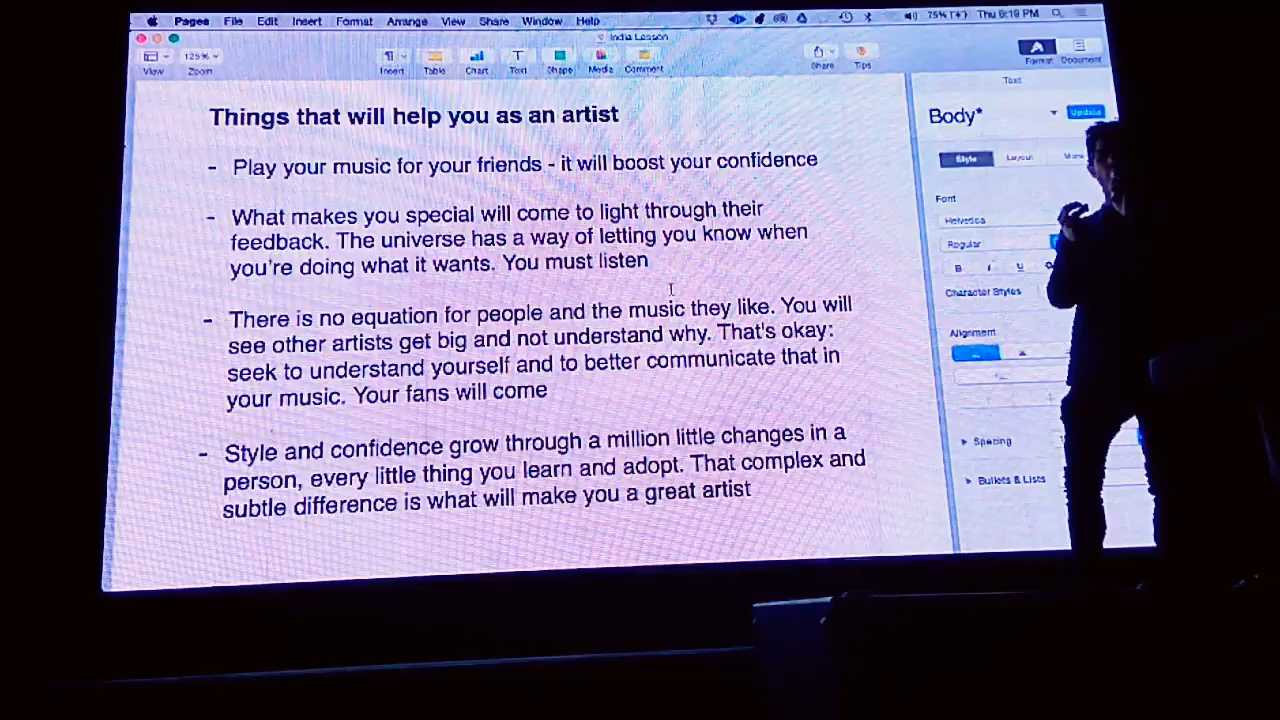 Pages File Edit Insert Format Arrange View Share Window Help 75% Thu 6:19 PM
India Lesson
125%
View Zoom Insert Table Chart Text Shape Media Comment Share Tips Format Document
Text
Things that will help you as an artist
Body* Update
- Play your music for your friends - it will boost your confidence
Style Layout More
- What makes you special will come to light through their
feedback. The universe has a way of letting you know when
you're doing what it wants. You must listen
Font
Helvetica
Regular
B I U
Character Styles
- There is no equation for people and the music they like. You will
see other artists get big and not understand why. That's okay:
seek to understand yourself and to better communicate that in
your music. Your fans will come
Alignment
- Style and confidence grow through a million little changes in a
person, every little thing you learn and adopt. That complex and
subtle difference is what will make you a great artist
Spacing
Bullets & Lists